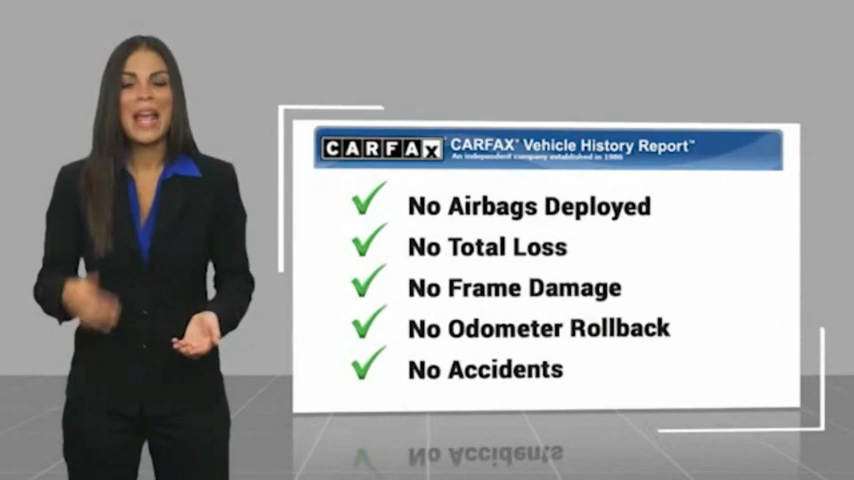 CARFAX CARFAX Vehicle History Report™
An independent company established in 1986
No Airbags Deployed
No Total Loss
No Frame Damage
No Odometer Rollback
No Accidents
No Accidents